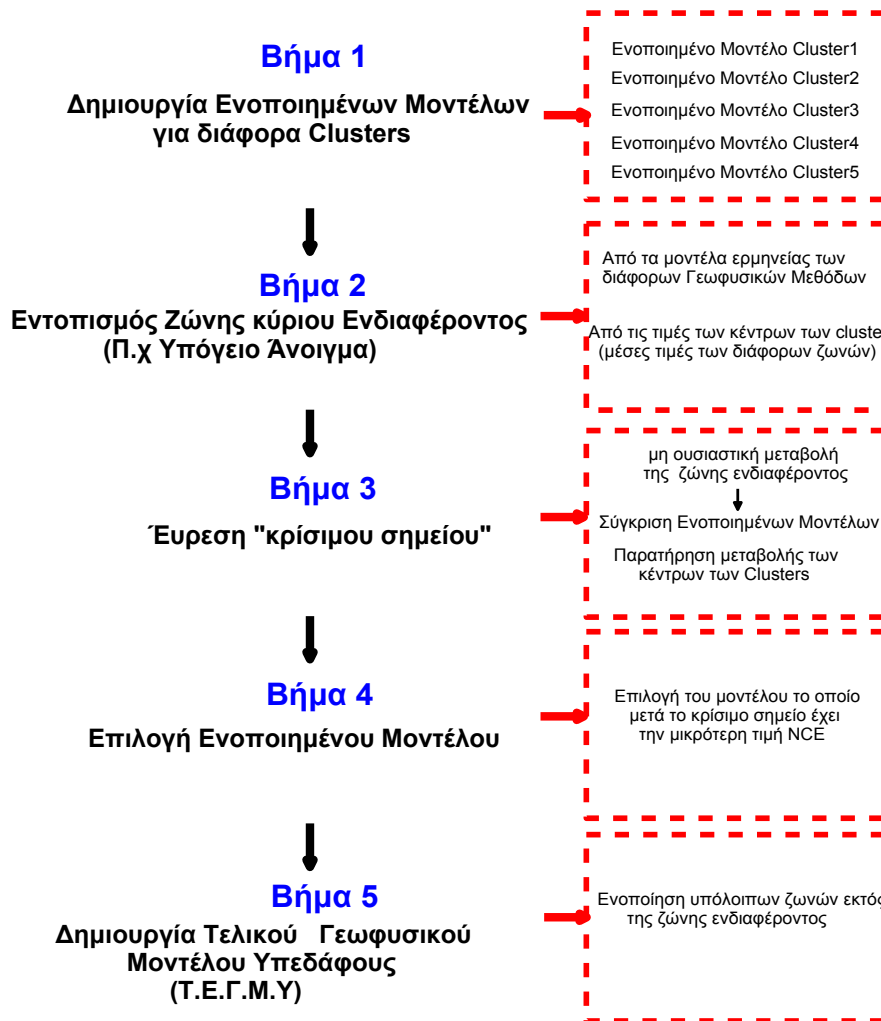 Βήμα 1
Δημιουργία Ενοποιημένων Μοντέλων
για διάφορα Clusters
Ενοποιημένο Μοντέλο Cluster1
Ενοποιημένο Μοντέλο Cluster2
Ενοποιημένο Μοντέλο Cluster3
Ενοποιημένο Μοντέλο Cluster4
Ενοποιημένο Μοντέλο Cluster5
Βήμα 2
Εντοπισμός Ζώνης κύριου Ενδιαφέροντος
(Π.χ Υπόγειο Άνοιγμα)
Από τα μοντέλα ερμηνείας των
διάφορων Γεωφυσικών Μεθόδων
Από τις τιμές των κέντρων των cluste
(μέσες τιμές των διάφορων ζωνών)
Βήμα 3
Έυρεση "κρίσιμου σημείου"
μη ουσιαστική μεταβολή
της ζώνης ενδιαφέροντος
Σύγκριση Ενοποιημένων Μοντέλων
Παρατήρηση μεταβολής των
κέντρων των Clusters
Βήμα 4
Επιλογή Ενοποιημένου Μοντέλου
Επιλογή του μοντέλου το οποίο
μετά το κρίσιμο σημείο έχει
την μικρότερη τιμή NCE
Βήμα 5
Δημιουργία Τελικού Γεωφυσικού
Μοντέλου Υπεδάφους
(Τ.Ε.Γ.Μ.Υ)
Ενοποίηση υπόλοιπων ζωνών εκτός
της ζώνης ενδιαφέροντος